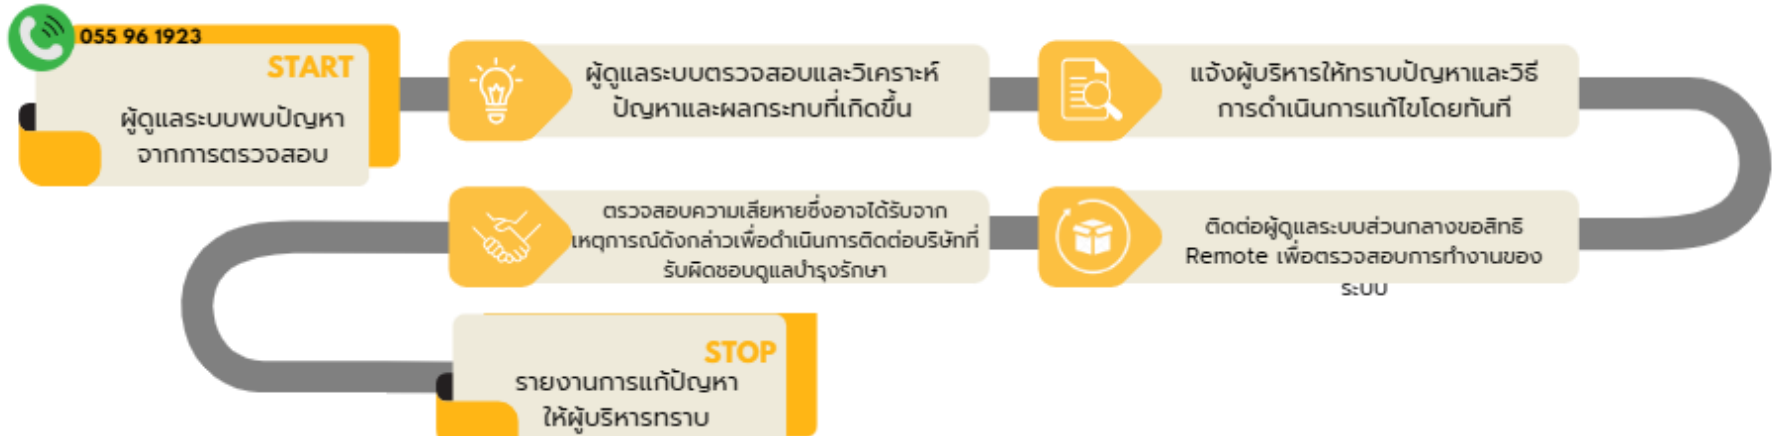 055 96 1923
START
ผู้ดูแลระบบพบปัญหา
จากการตรวจสอบ
ผู้ดูแลระบบตรวจสอบและวิเคราะห์
ปัญหาและผลกระทบที่เกิดขึ้น
แจ้งผู้บริหารให้ทราบปัญหาและวิธี
การดำเนินการแก้ไขโดยทันที
ติดต่อผู้ดูแลระบบส่วนกลางขอสิทธิ
Remote เพื่อตรวจสอบการทำงานของ
ระบบ
ตรวจสอบความเสียหายซึ่งอาจได้รับจาก
เหตุการณ์ดังกล่าวเพื่อดำเนินการติดต่อบริษัทที่
รับผิดชอบดูแลบำรุงรักษา
STOP
รายงานการแก้ปัญหา
ให้ผู้บริหารทราบ